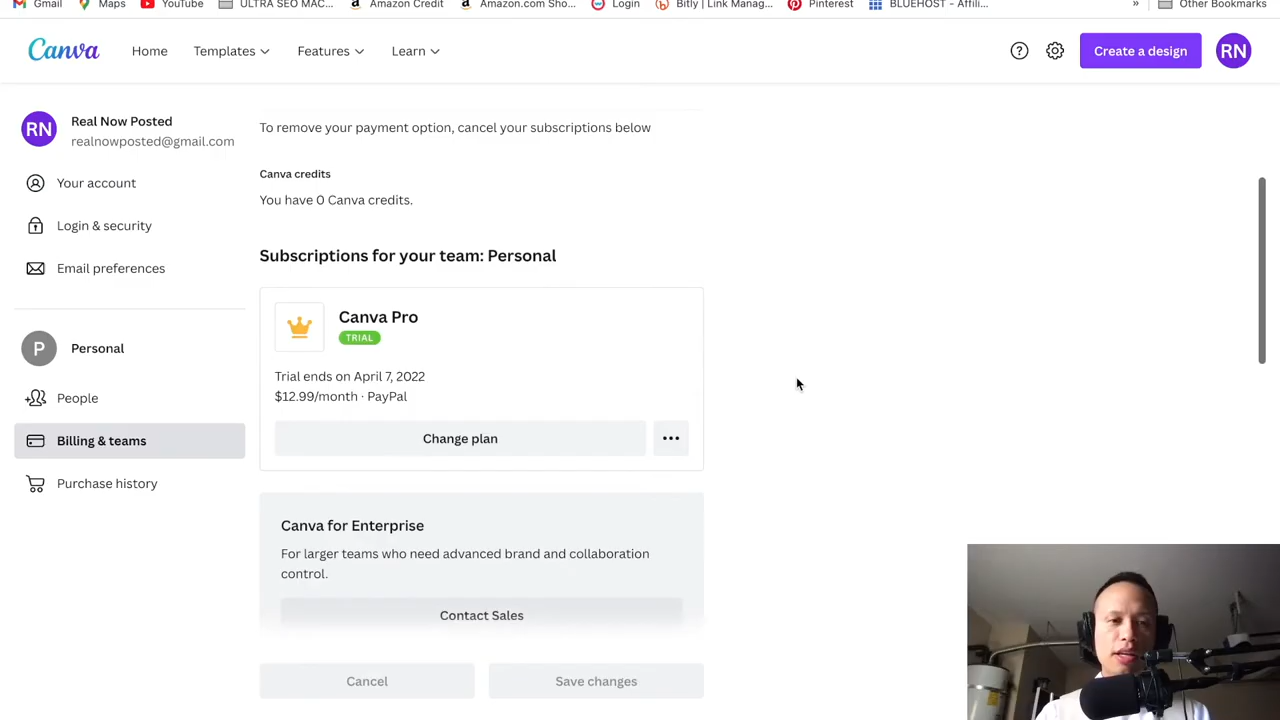 Gmail Maps YouTube ULTRA SEO MAC... Amazon Credit Amazon.com Sho... Login Bitly | Link Manag... Pinterest BLUEHOST - Affili... » Other Bookmarks
Canva Home Templates Features Learn ? Create a design RN
RN Real Now Posted
realnowposted@gmail.com
Your account
Login & security
Email preferences
P Personal
People
Billing & teams
Purchase history
To remove your payment option, cancel your subscriptions below
Canva credits
You have 0 Canva credits.
Subscriptions for your team: Personal
Canva Pro
TRIAL
Trial ends on April 7, 2022
$12.99/month · PayPal
Change plan ...
Canva for Enterprise
For larger teams who need advanced brand and collaboration
control.
Contact Sales
Cancel Save changes